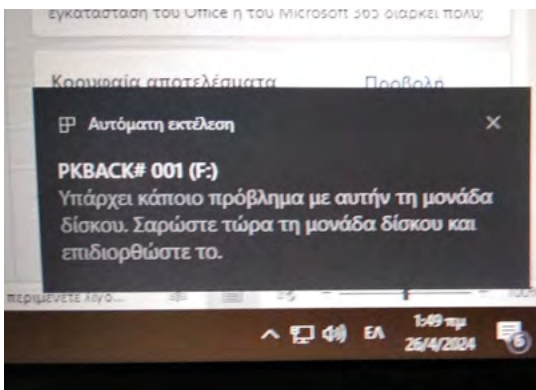 εγκατάσταση του Office ή του Microsoft 365 διαρκεί πολύ;
Κορυφαία αποτελέσματα Προβολή
Αυτόματη εκτέλεση
PKBACK# 001 (F:)
Υπάρχει κάποιο πρόβλημα με αυτήν τη μονάδα
δίσκου. Σαρώστε τώρα τη μονάδα δίσκου και
επιδιορθώστε το.
περιμένετε λίγο...
ΕΛ
1:49 πμ
26/4/2024
6